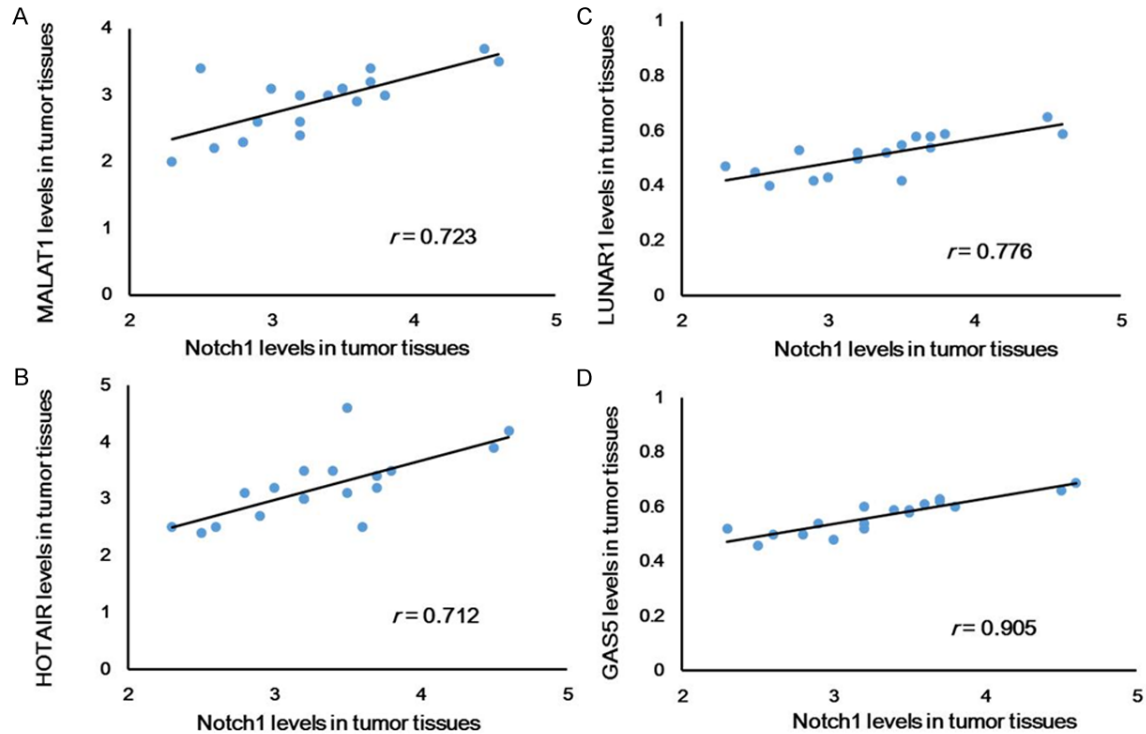 A
MALAT1 levels in tumor tissues
4
3
2
1
0
r = 0.723
2 3 4 5
Notch1 levels in tumor tissues
C
LUNAR1 levels in tumor tissues
1
0.8
0.6
0.4
0.2
0
r = 0.776
2 3 4 5
Notch1 levels in tumor tissues
B
HOTAIR levels in tumor tissues
5
4
3
2
1
0
r = 0.712
2 3 4 5
Notch1 levels in tumor tissues
D
GAS5 levels in tumor tissues
1
0.8
0.6
0.4
0.2
0
r = 0.905
2 3 4 5
Notch1 levels in tumor tissues